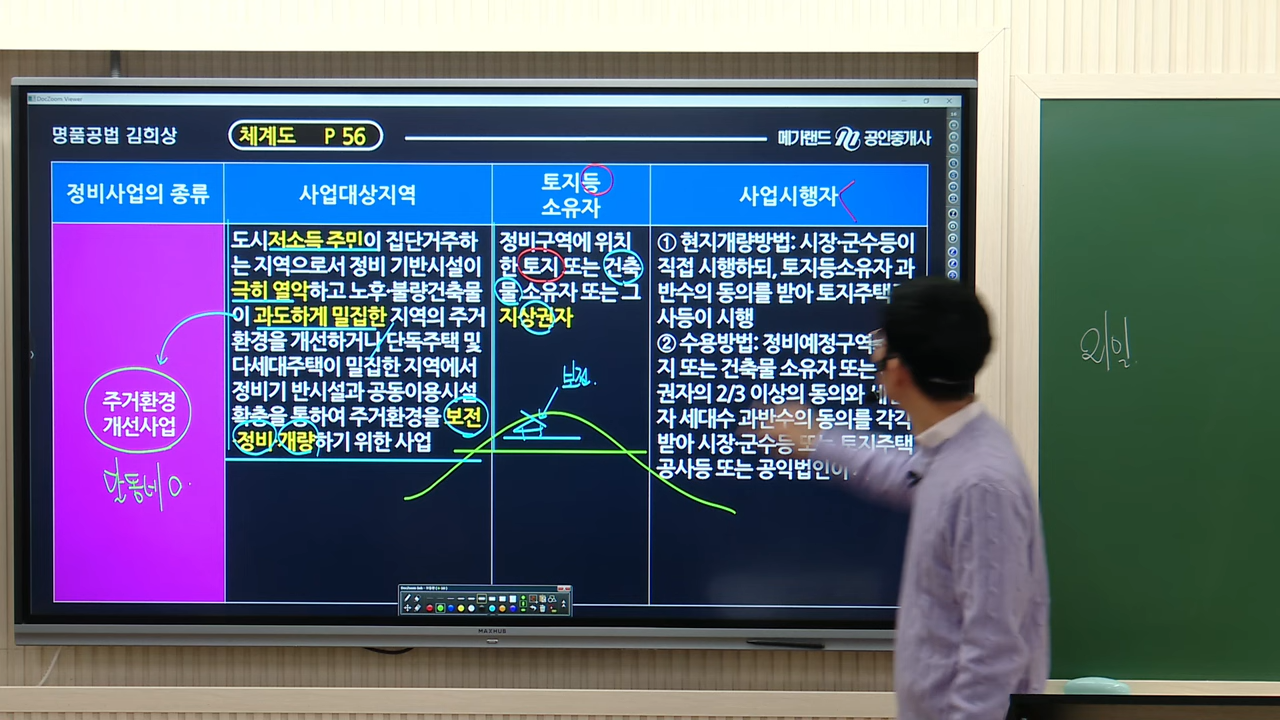 DocZoom Viewer
명품공법 김희상
체계도 P 56
메가랜드 공인중개사
정비사업의 종류
사업대상지역
토지등
소유자
사업시행자
주거환경
개선사업
달동네 0.
도시저소득 주민이 집단거주하
는 지역으로서 정비 기반시설이
극히 열악하고 노후·불량건축물
이 과도하게 밀집한 지역의 주거
환경을 개선하거나 단독주택 및
다세대주택이 밀집한 지역에서
정비기 반시설과 공동이용시설
확충을 통하여 주거환경을 보전
정비 개량하기 위한 사업
정비구역에 위치
한 토지 또는 건축
물 소유자 또는 그
지상권자
보전.
① 현지개량방법: 시장·군수등이
직접 시행하되, 토지등소유자 과
반수의 동의를 받아 토지주택
사등이 시행
② 수용방법: 정비예정구역
지 또는 건축물 소유자 또는
권자의 2/3 이상의 동의와
자 세대수 과반수의 동의를 각각
받아 시장·군수등 또는 토지주택
공사등 또는 공익법인이
MAXHUB